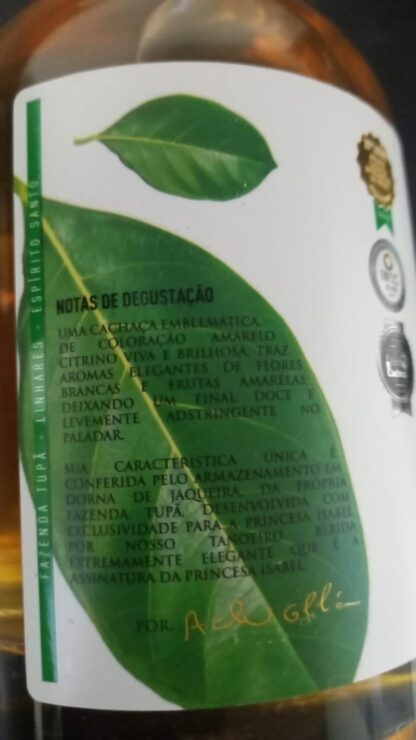 FAZENDA TUPÃ - LINHARES - ESPÍRITO SANTO
NOTAS DE DEGUSTAÇÃO
UMA CACHAÇA EMBLEMÁTICA,
DE COLORAÇÃO AMARELO
CITRINO VIVA E BRILHOSA, TRAZ
AROMAS ELEGANTES DE FLORES
BRANCAS E FRUTAS AMARELAS,
DEIXANDO UM FINAL DOCE E
LEVEMENTE ADSTRINGENTE NO
PALADAR.
SUA CARACTERÍSTICA ÚNICA É
CONFERIDA PELO ARMAZENAMENTO EM
DORNA DE JAQUEIRA, DA PRÓPRIA
FAZENDA TUPÃ, DESENVOLVIDA COM
EXCLUSIVIDADE PARA A PRINCESA ISABEL
POR NOSSO TANOEIRO. BEBIDA
EXTREMAMENTE ELEGANTE QUE É A
ASSINATURA DA PRINCESA ISABEL.
POR: